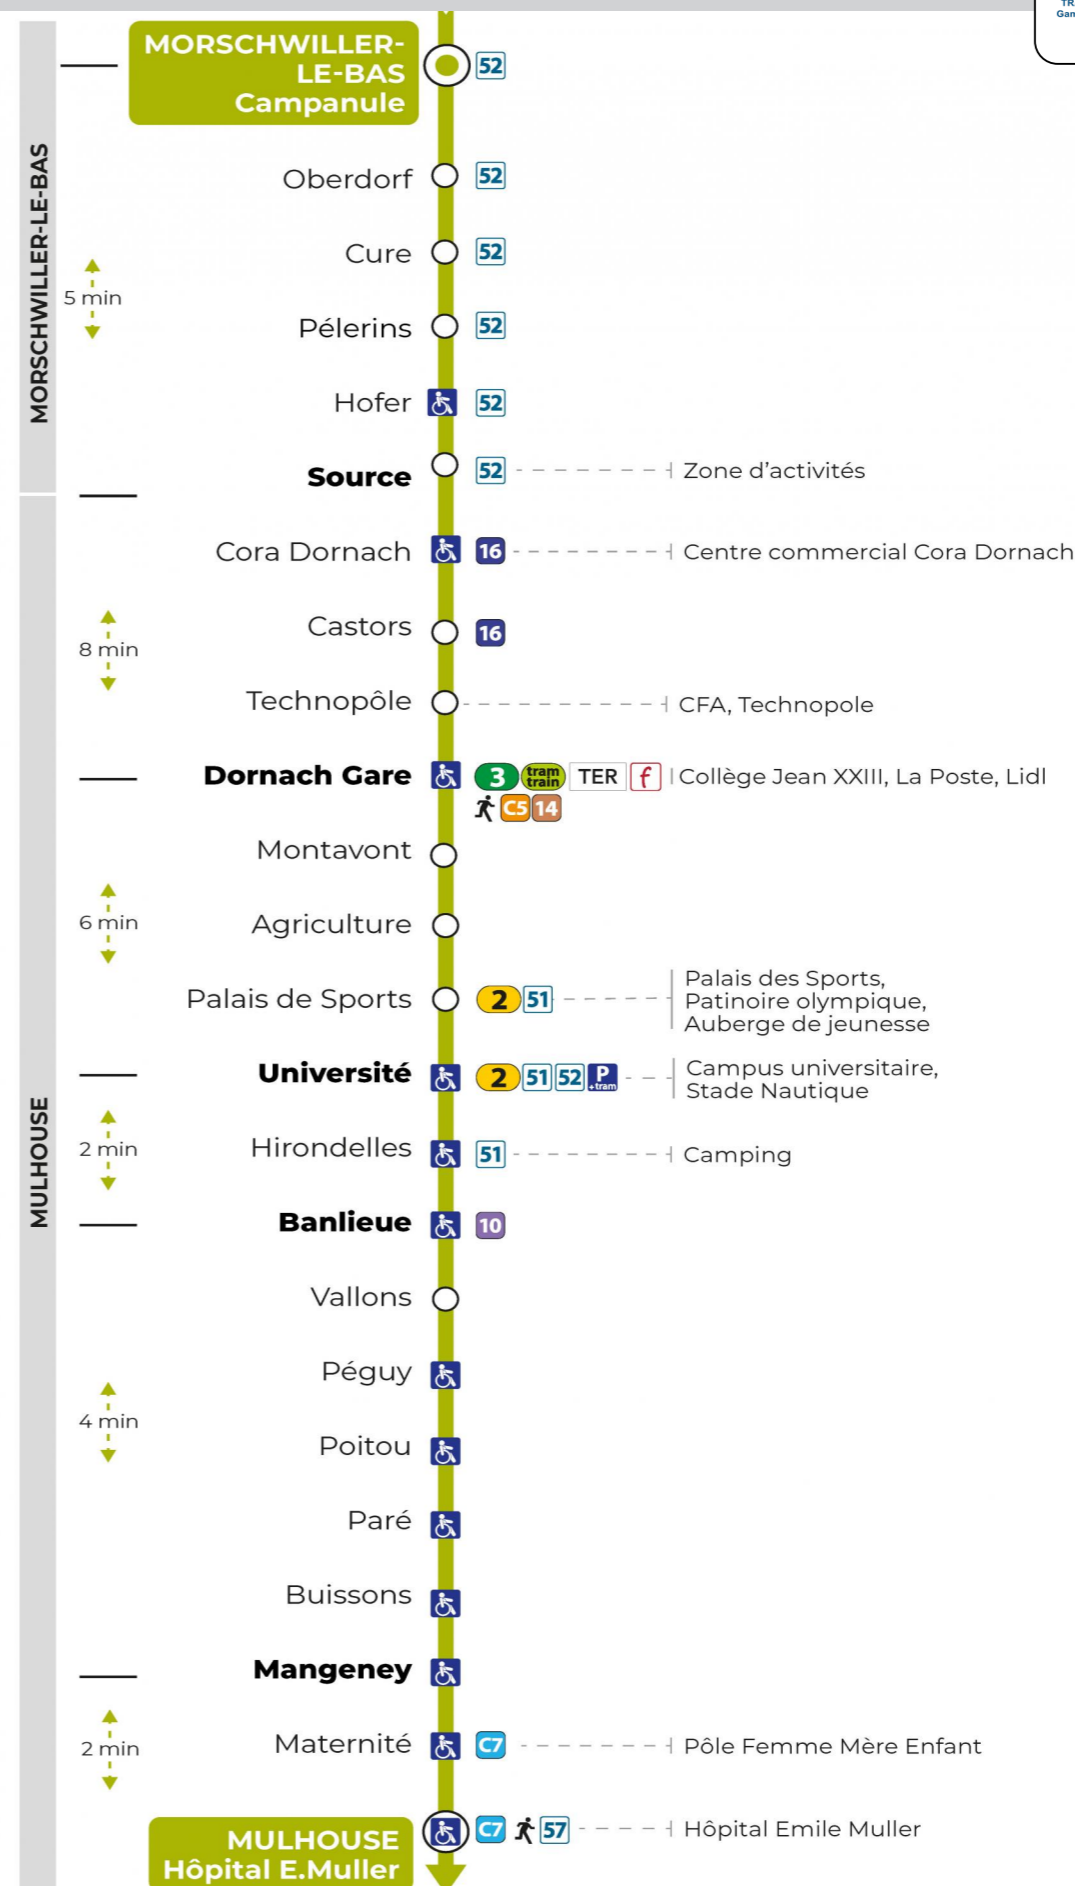 TR
Gam
MORSCHWILLER-
LE-BAS
Campanule
52
MORSCHWILLER-LE-BAS
Oberdorf 52
Cure 52
5 min
Pélerins 52
Hofer 52
Source 52 Zone d’activités
Cora Dornach 16 Centre commercial Cora Dornach
Castors 16
8 min
Technopôle CFA, Technopole
Dornach Gare 3 tram train TER f Collège Jean XXIII, La Poste, Lidl
C5 14
Montavont
6 min
Agriculture
Palais de Sports 2 51 Palais des Sports,
Patinoire olympique,
Auberge de jeunesse
Université 2 51 52 P +tram Campus universitaire,
Stade Nautique
MULHOUSE
2 min
Hirondelles 51 Camping
Banlieue 10
Vallons
Péguy
4 min
Poitou
Paré
Buissons
Mangeney
2 min
Maternité C7 Pôle Femme Mère Enfant
MULHOUSE
Hôpital E.Muller
C7 57 Hôpital Emile Muller